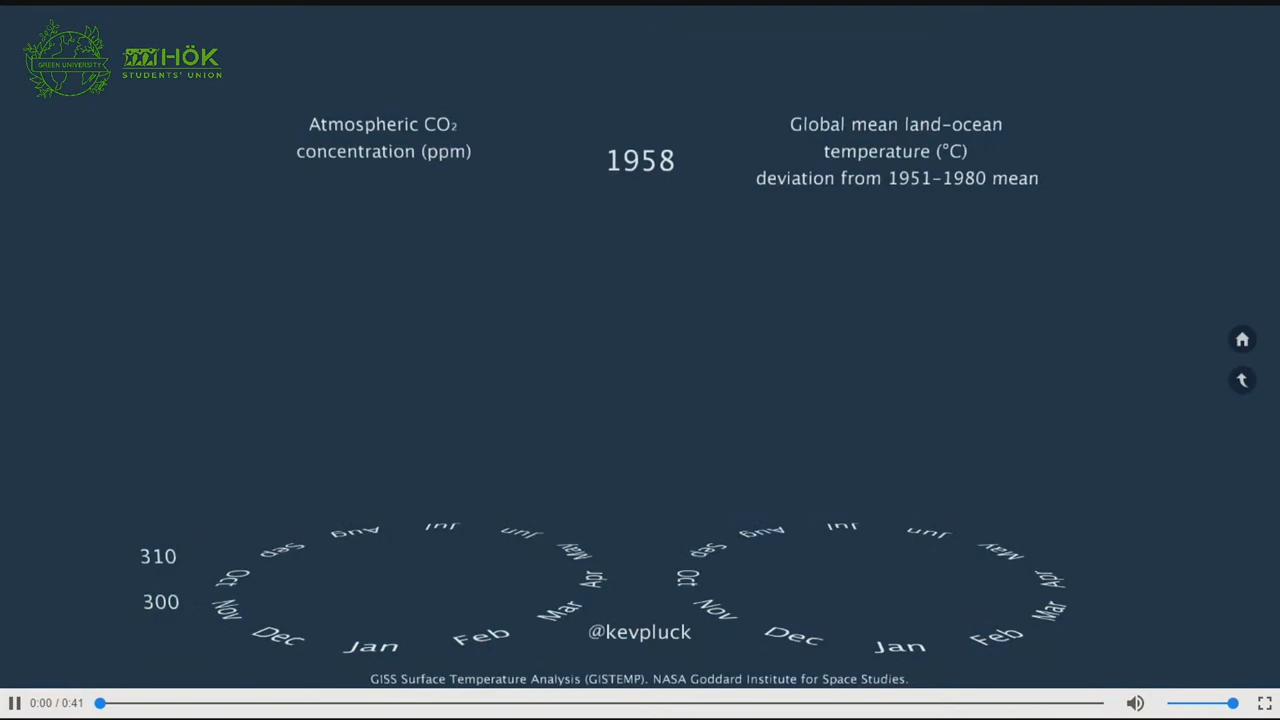 GREEN UNIVERSITY
HÖK
STUDENTS' UNION
Atmospheric CO₂
concentration (ppm)
1958
Global mean land-ocean
temperature (°C)
deviation from 1951-1980 mean
310
300
Jan
Feb
Mar
Apr
May
Jun
Jul
Aug
Sep
Oct
Nov
Dec
Jan
Feb
Mar
Apr
May
Jun
Jul
Aug
Sep
Oct
Nov
Dec
@kevpluck
GISS Surface Temperature Analysis (GISTEMP). NASA Goddard Institute for Space Studies.
0:00 / 0:41